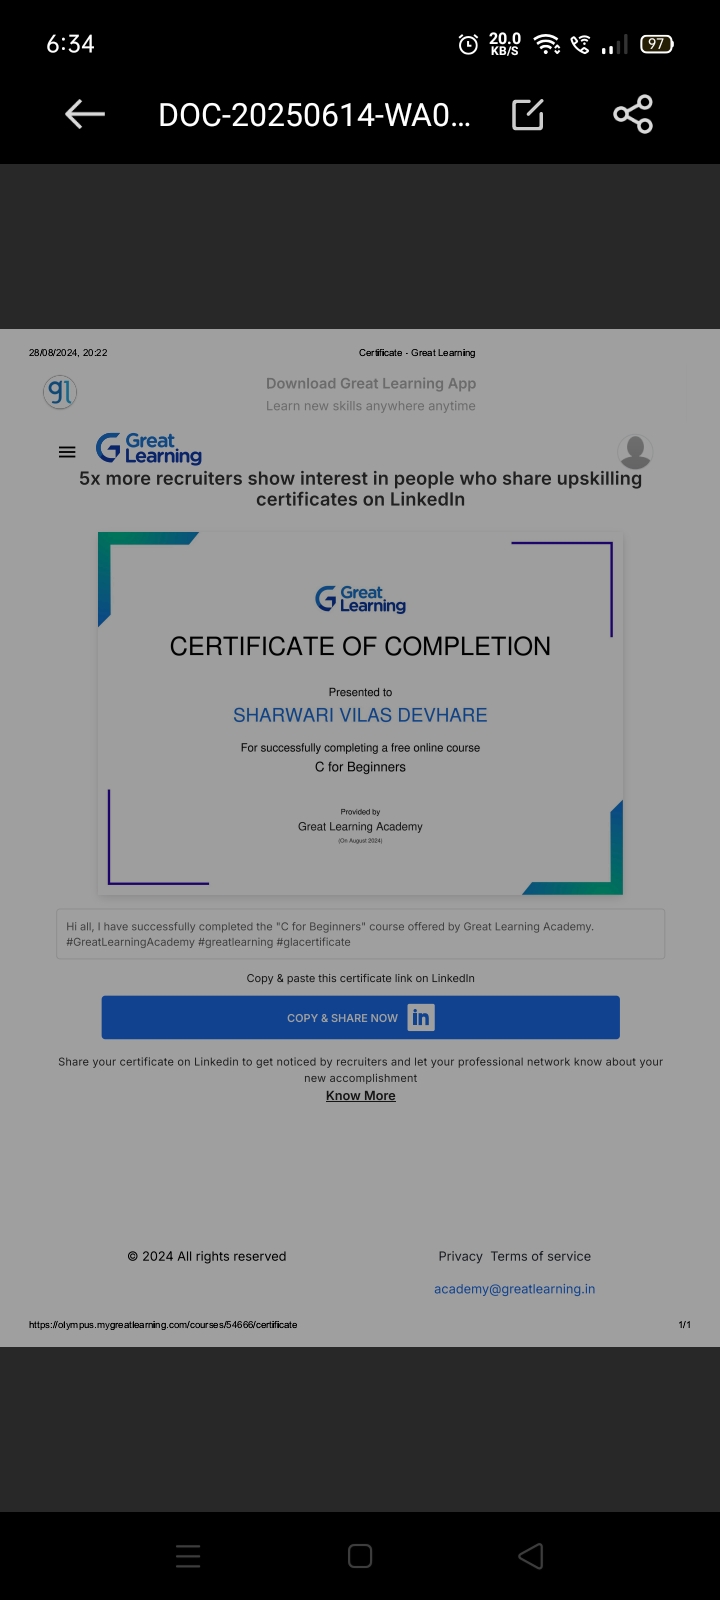 6:34
20.0
KB/S
97
DOC-20250614-WA0...
28/08/2024, 20:22 Certificate - Great Learning
gl
Download Great Learning App
Learn new skills anywhere anytime
Great
Learning
5x more recruiters show interest in people who share upskilling
certificates on LinkedIn
Great
Learning
CERTIFICATE OF COMPLETION
Presented to
SHARWARI VILAS DEVHARE
For successfully completing a free online course
C for Beginners
Provided by
Great Learning Academy
(On August 2024)
Hi all, I have successfully completed the "C for Beginners" course offered by Great Learning Academy.
#GreatLearningAcademy #greatlearning #glacertificate
Copy & paste this certificate link on LinkedIn
COPY & SHARE NOW in
Share your certificate on Linkedin to get noticed by recruiters and let your professional network know about your
new accomplishment
Know More
© 2024 All rights reserved Privacy Terms of service
academy@greatlearning.in
https://olympus.mygreatlearning.com/courses/54666/certificate 1/1